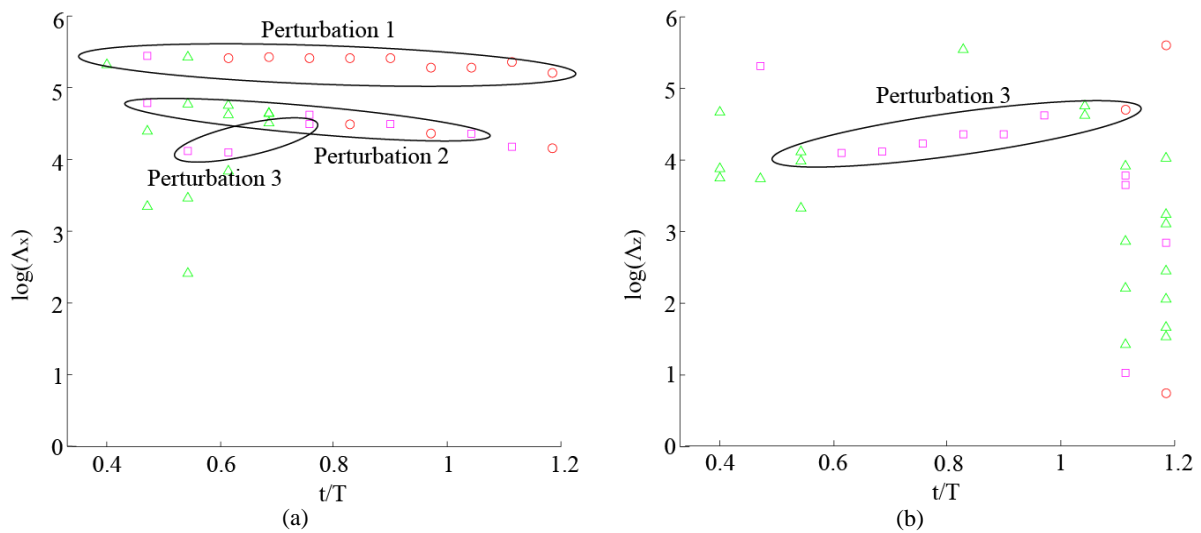 6
5
4
3
2
1
0
log(Λx)
Perturbation 1
Perturbation 2
Perturbation 3
0.4 0.6 0.8 1 1.2
t/T
(a)
6
5
4
3
2
1
0
log(Λz)
Perturbation 3
0.4 0.6 0.8 1 1.2
t/T
(b)